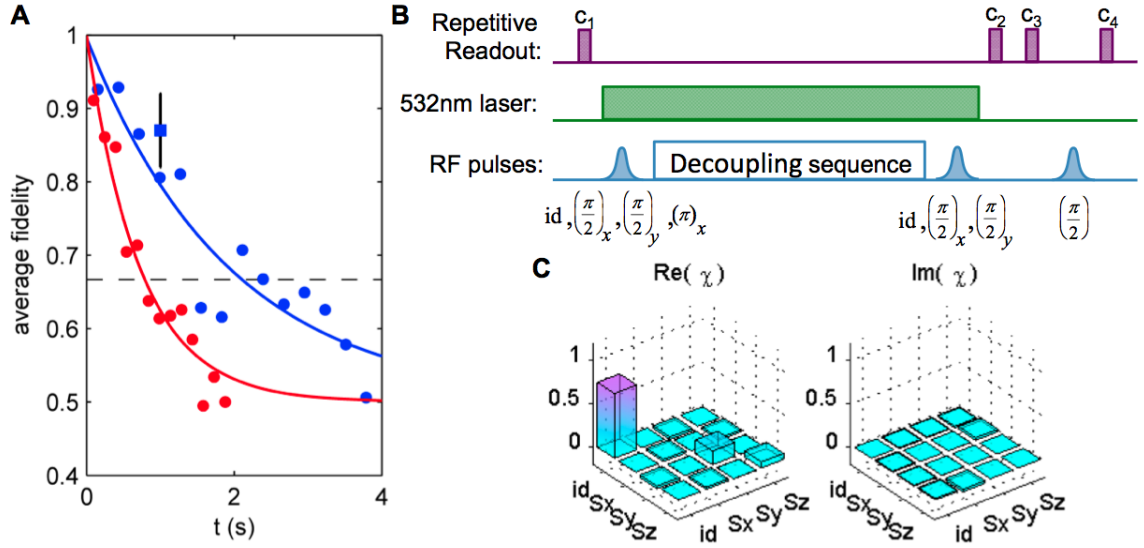 A
1
0.9
0.8
0.7
0.6
0.5
0.4
average fidelity
0 2 4
t (s)
B
Repetitive Readout:
c1 c2 c3 c4
532nm laser:
RF pulses:
Decoupling sequence
id ,(π/2)x ,(π/2)y ,(π)x
id ,(π/2)x ,(π/2)y
(π/2)
C
Re( χ )
1
0.5
0
id Sx Sy Sz
id Sx Sy Sz
Im( χ )
1
0.5
0
id Sx Sy Sz
id Sx Sy Sz